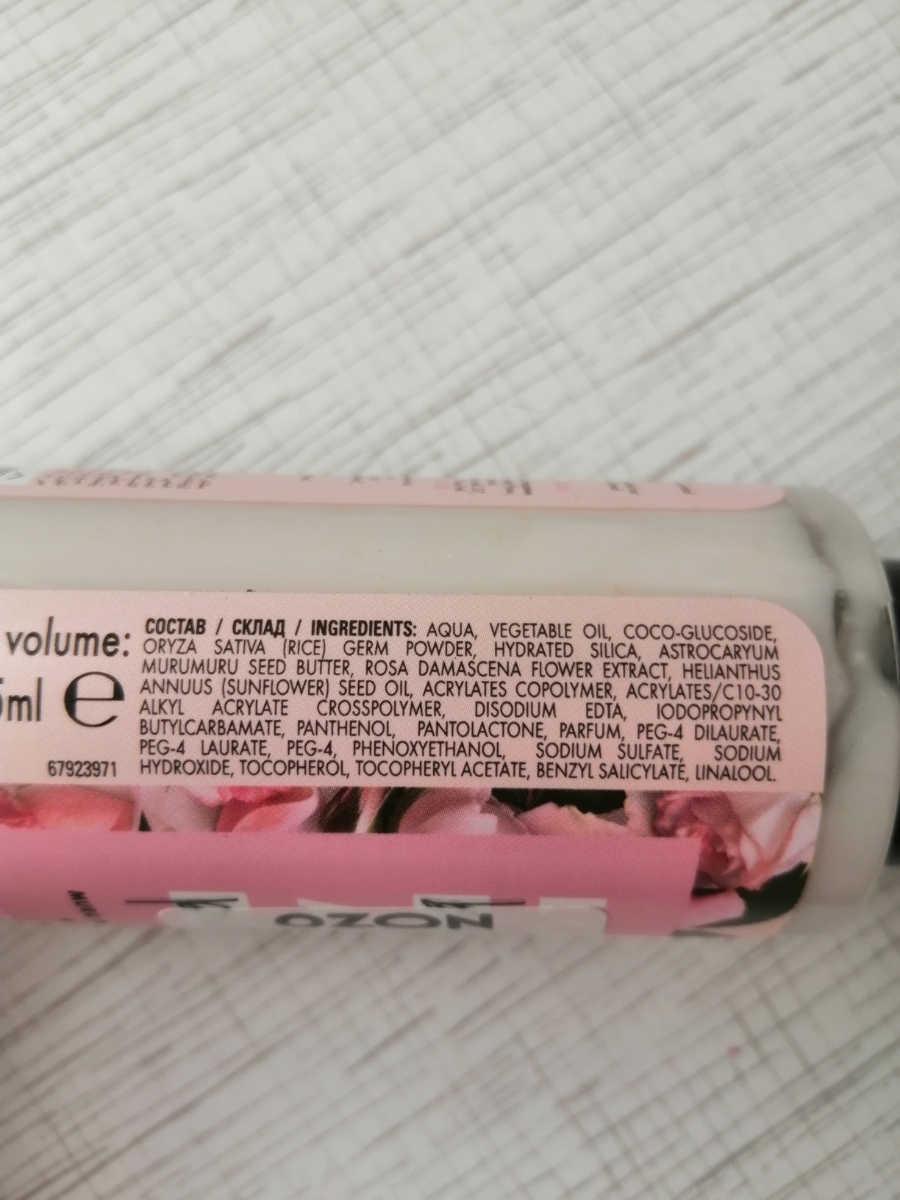 volume:
5ml e
67923971
СОСТАВ / СКЛАД / INGREDIENTS: AQUA, VEGETABLE OIL, COCO-GLUCOSIDE,
ORYZA SATIVA (RICE) GERM POWDER, HYDRATED SILICA, ASTROCARYUM
MURUMURU SEED BUTTER, ROSA DAMASCENA FLOWER EXTRACT, HELIANTHUS
ANNUUS (SUNFLOWER) SEED OIL, ACRYLATES COPOLYMER, ACRYLATES/C10-30
ALKYL ACRYLATE CROSSPOLYMER, DISODIUM EDTA, IODOPROPYNYL
BUTYLCARBAMATE, PANTHENOL, PANTOLACTONE, PARFUM, PEG-4 DILAURATE,
PEG-4 LAURATE, PEG-4, PHENOXYETHANOL, SODIUM SULFATE, SODIUM
HYDROXIDE, TOCOPHEROL, TOCOPHERYL ACETATE, BENZYL SALICYLATE, LINALOOL.
OZON